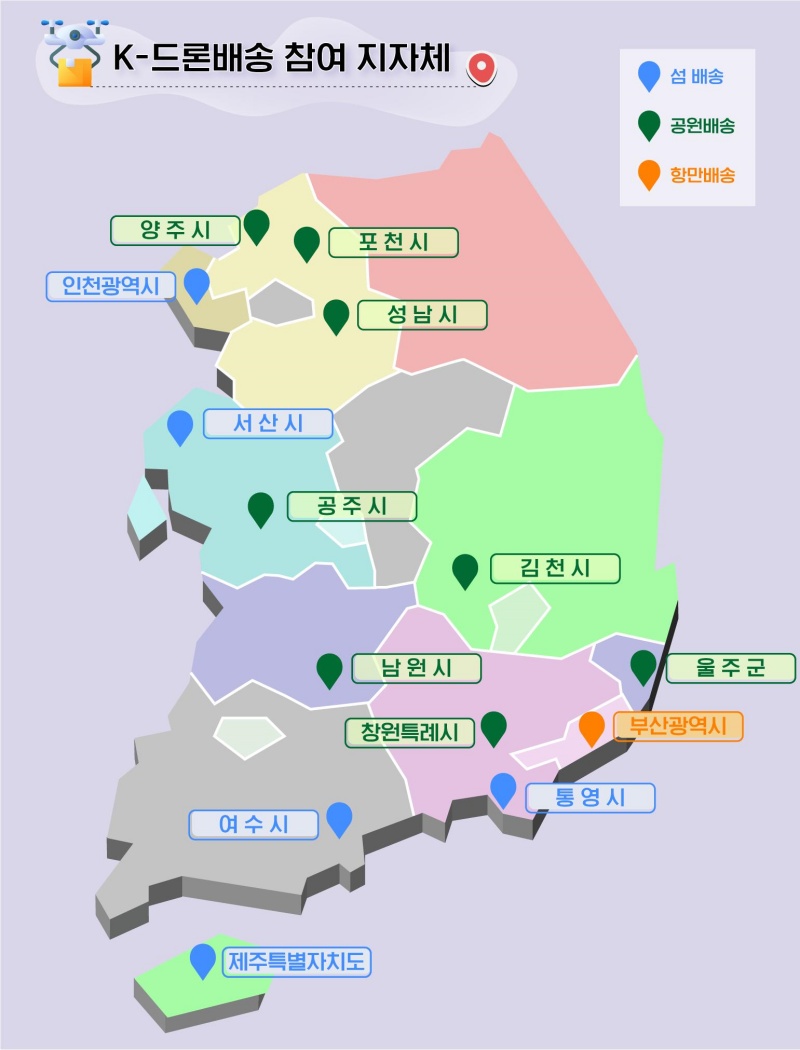 K-드론배송 참여 지자체
섬 배송
공원배송
항만배송
양주시
포천시
인천광역시
성남시
서산시
공주시
김천시
남원시
울주군
창원특례시
부산광역시
통영시
여수시
제주특별자치도